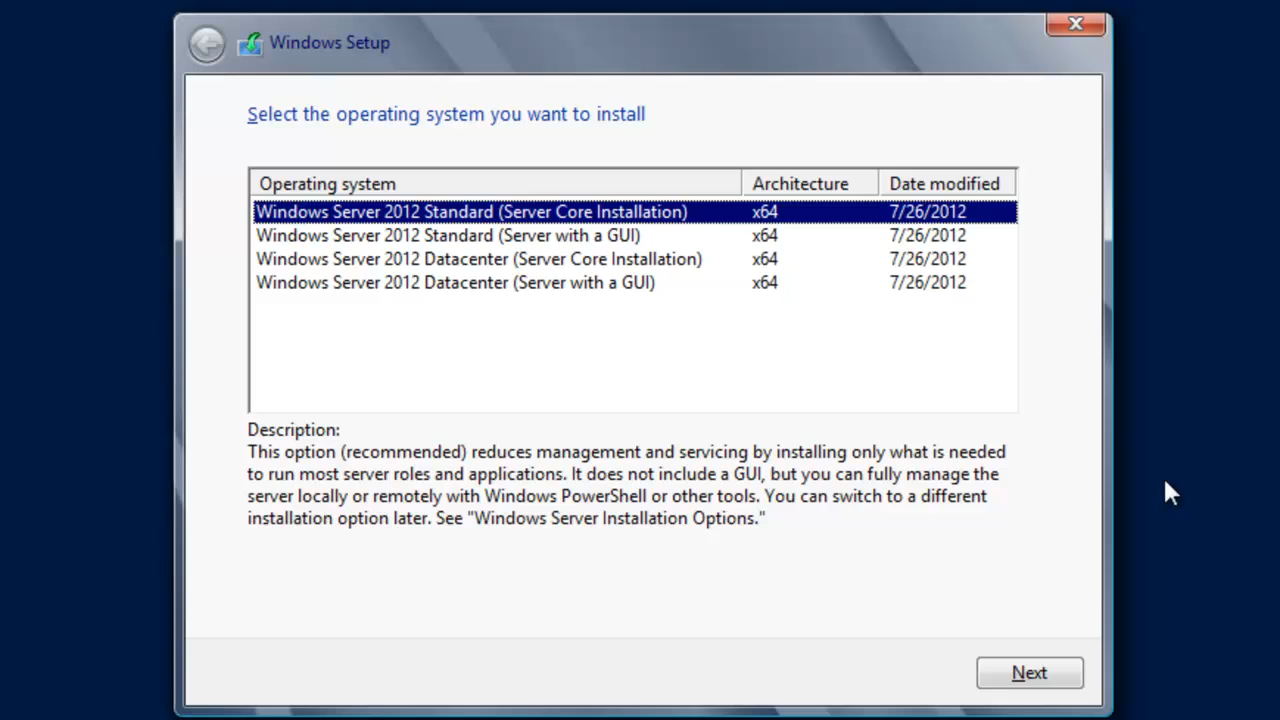 Windows Setup
Select the operating system you want to install
Operating system Architecture Date modified
Windows Server 2012 Standard (Server Core Installation) x64 7/26/2012
Windows Server 2012 Standard (Server with a GUI) x64 7/26/2012
Windows Server 2012 Datacenter (Server Core Installation) x64 7/26/2012
Windows Server 2012 Datacenter (Server with a GUI) x64 7/26/2012
Description:
This option (recommended) reduces management and servicing by installing only what is needed
to run most server roles and applications. It does not include a GUI, but you can fully manage the
server locally or remotely with Windows PowerShell or other tools. You can switch to a different
installation option later. See "Windows Server Installation Options."
Next